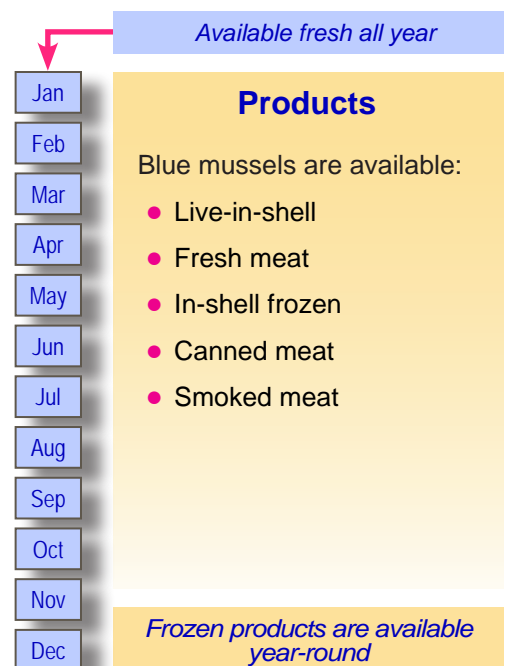 Available fresh all year
Jan
Feb
Mar
Apr
May
Jun
Jul
Aug
Sep
Oct
Nov
Dec
Products
Blue mussels are available:
● Live-in-shell
● Fresh meat
● In-shell frozen
● Canned meat
● Smoked meat
Frozen products are available
year-round